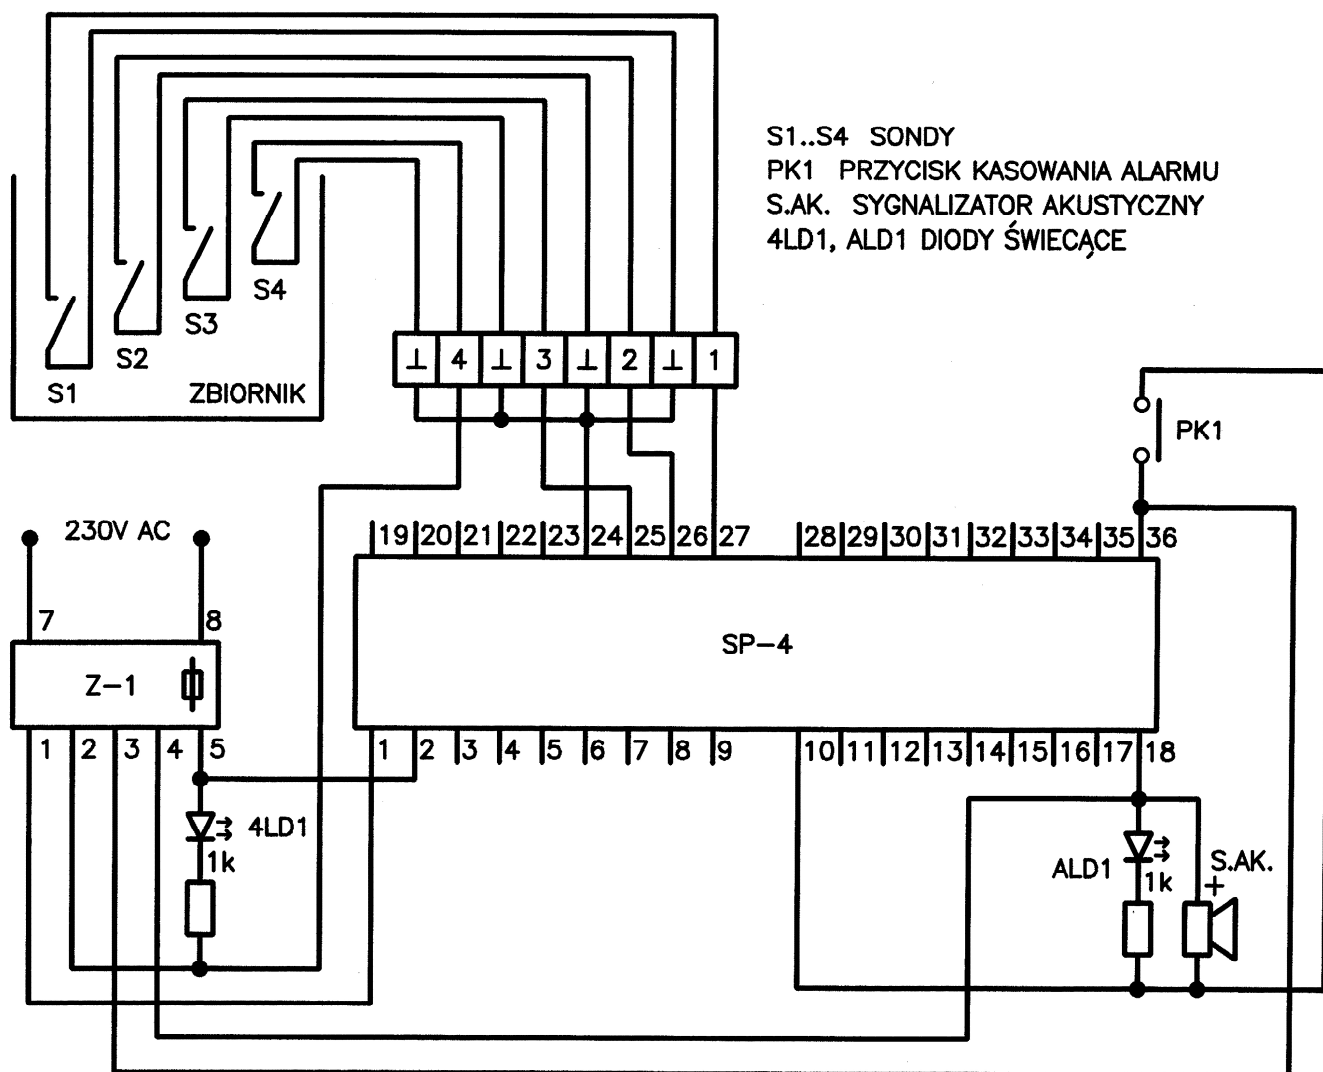 S1..S4 SONDY
PK1 PRZYCISK KASOWANIA ALARMU
S.AK. SYGNALIZATOR AKUSTYCZNY
4LD1, ALD1 DIODY ŚWIECĄCE
S4
S3
S2
S1
ZBIORNIK
⊥ 4 ⊥ 3 ⊥ 2 ⊥ 1
PK1
230V AC
19 20 21 22 23 24 25 26 27 28 29 30 31 32 33 34 35 36
7 8
SP-4
Z-1
1 2 3 4 5
1 2 3 4 5 6 7 8 9 10 11 12 13 14 15 16 17 18
4LD1
1k
ALD1
1k
S.AK.
+